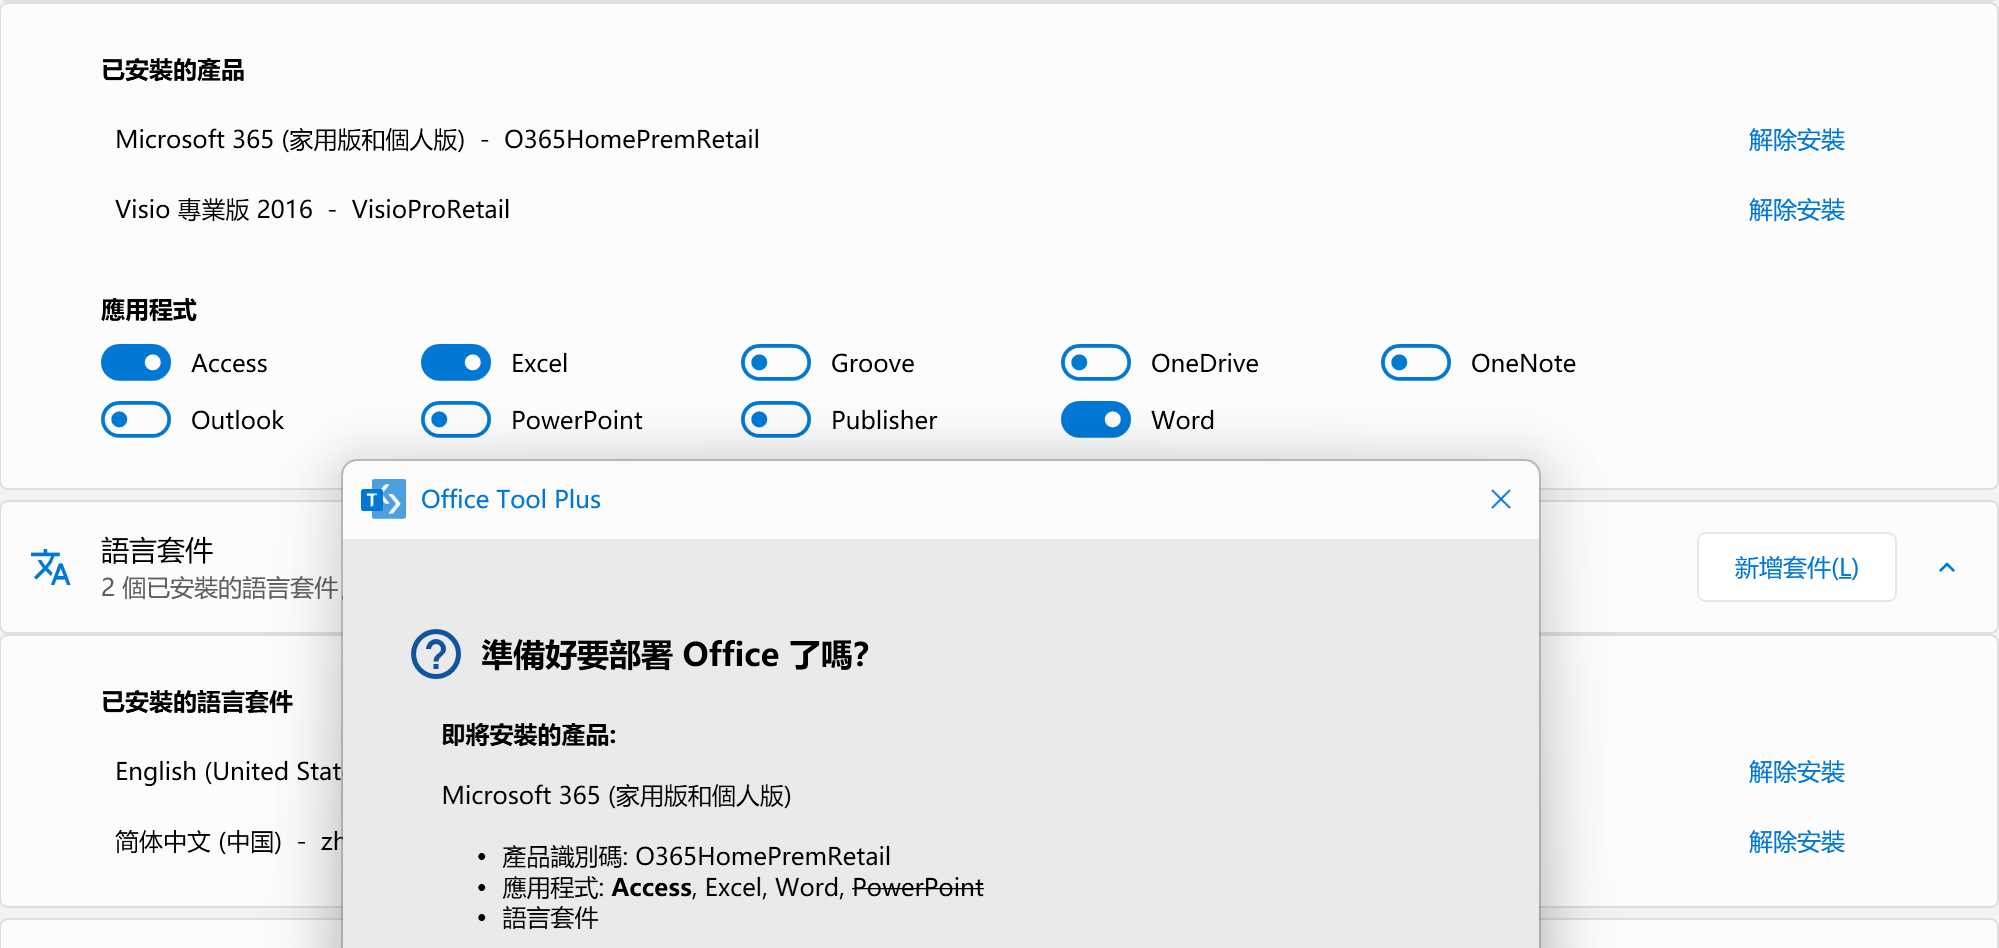 已安裝的產品
Microsoft 365 (家用版和個人版) - O365HomePremRetail 解除安裝
Visio 專業版 2016 - VisioProRetail 解除安裝
應用程式
Access Excel Groove OneDrive OneNote
Outlook PowerPoint Publisher Word
Office Tool Plus
語言套件 新增套件(L)
2 個已安裝的語言套件
準備好要部署 Office 了嗎?
已安裝的語言套件
即將安裝的產品:
English (United 解除安裝
Microsoft 365 (家用版和個人版)
简体中文 (中国) - 解除安裝
• 產品識別碼: O365HomePremRetail
• 應用程式: Access, Excel, Word, PowerPoint
• 語言套件